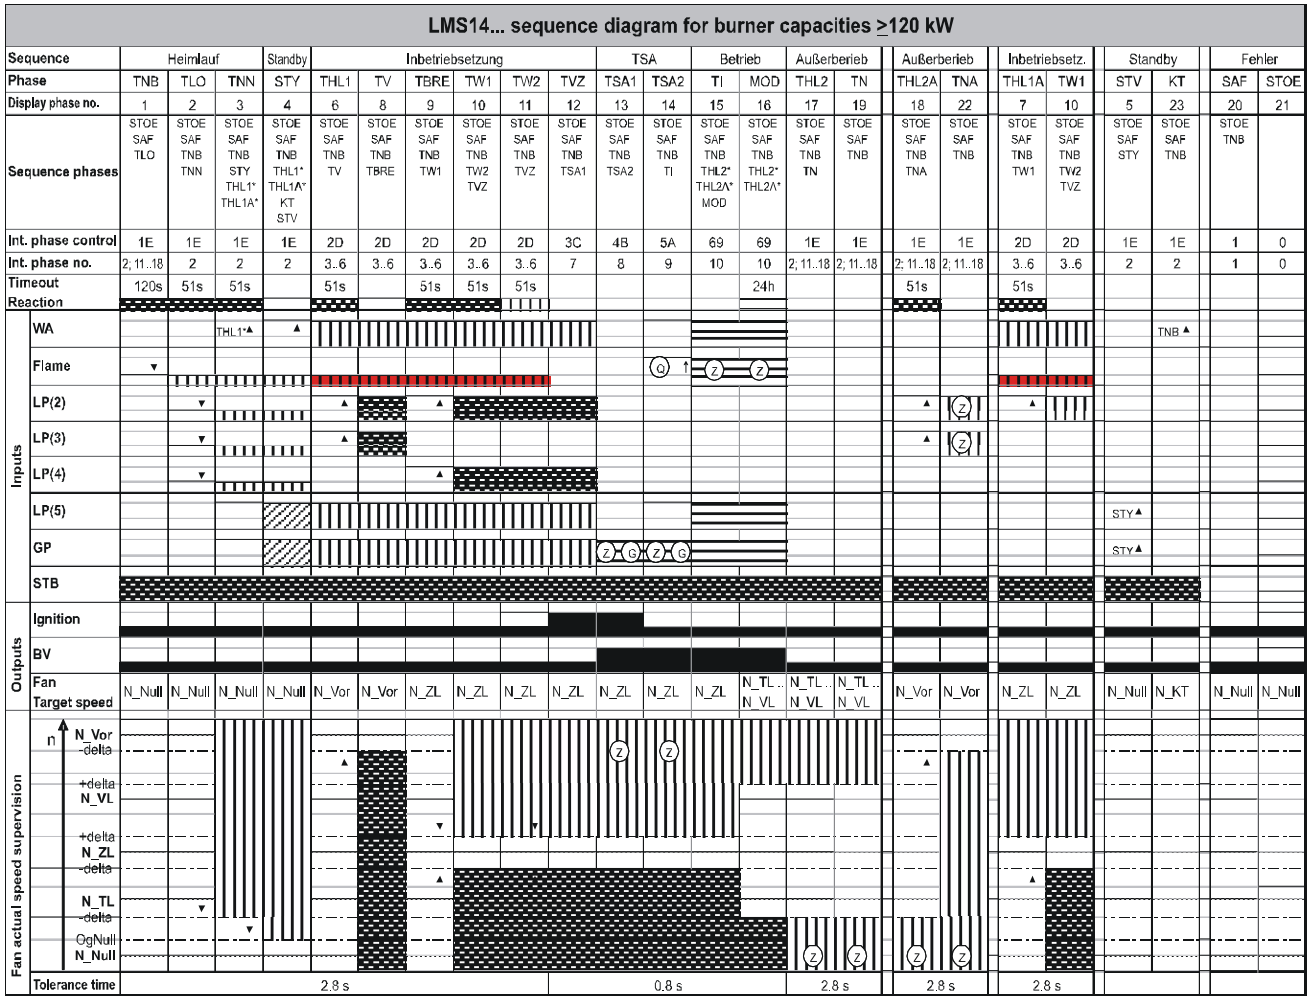 LMS14... sequence diagram for burner capacities ≥120 kW
Sequence Heimlauf Standby Inbetriebsetzung TSA Betrieb Außerberieb Außerberieb Inbetriebsetz. Standby Fehler
Phase TNB TLO TNN STY THL1 TV TBRE TW1 TW2 TVZ TSA1 TSA2 TI MOD THL2 TN THL2A TNA THL1A TW1 STV KT SAF STOE
Display phase no. 1 2 3 4 6 8 9 10 11 12 13 14 15 16 17 19 18 22 7 10 5 23 20 21
STOE STOE STOE STOE STOE STOE STOE STOE STOE STOE STOE STOE STOE STOE STOE STOE STOE STOE STOE STOE STOE STOE STOE
SAF SAF SAF SAF SAF SAF SAF SAF SAF SAF SAF SAF SAF SAF SAF SAF SAF SAF SAF SAF SAF SAF TNB
TLO TNB TNB TNB TNB TNB TNB TNB TNB TNB TNB TNB TNB TNB TNB TNB TNB TNB TNB TNB STY TNB
Sequence phases TNN STY THL1* TV TBRE TW1 TW2 TVZ TSA1 TSA2 TI THL2* THL2* TN TNA TW1 TW2
THL1* THL1A* TVZ THL2A* THL2A* TVZ
THL1A* KT MOD
STV
Int. phase control 1E 1E 1E 1E 2D 2D 2D 2D 2D 3C 4B 5A 69 69 1E 1E 1E 1E 2D 2D 1E 1E 1 0
Int. phase no. 2; 11..18 2 2 2 3..6 3..6 3..6 3..6 3..6 7 8 9 10 10 2; 11..18 2; 11..18 2; 11..18 2; 11..18 3..6 3..6 2 2 1 0
Timeout 120s 51s 51s 51s 51s 51s 51s 24h 51s 51s
Reaction
Inputs
WA THL1* TNB
Flame Q Z Z
LP(2) Z
LP(3) Z
LP(4)
LP(5) STY
GP Z G Z G STY
STB
Outputs
Ignition
BV
Fan N_TL.. N_TL.. N_TL..
Target speed N_Null N_Null N_Null N_Null N_Vor N_Vor N_ZL N_ZL N_ZL N_ZL N_ZL N_ZL N_ZL N_VL N_VL N_VL N_Vor N_Vor N_ZL N_ZL N_Null N_KT N_Null N_Null
Fan actual speed supervision
n N_Vor
-delta Z Z
+delta
N_VL
+delta
N_ZL
-delta
N_TL
-delta
OgNull
N_Null Z Z Z Z
Tolerance time 2.8 s 0.8 s 2.8 s 2.8 s 2.8 s